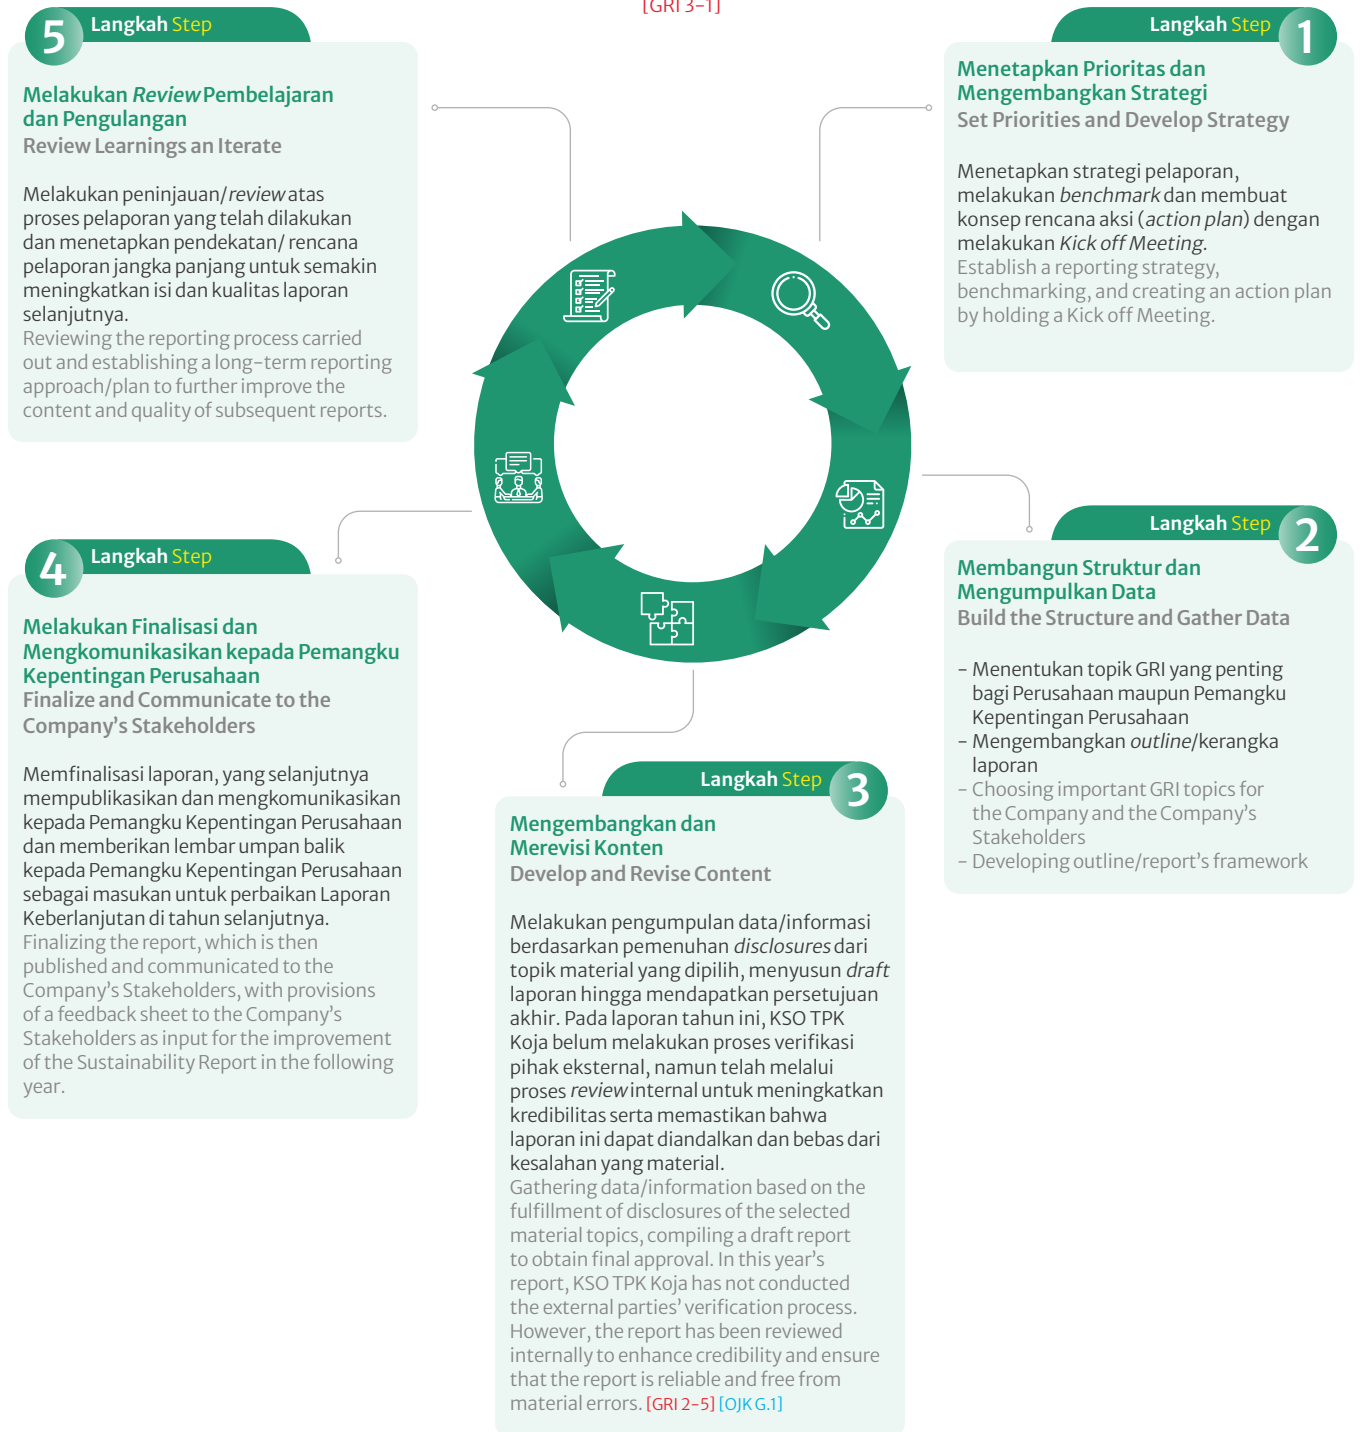 [GRI 3-1]
Langkah Step 1
Menetapkan Prioritas dan
Mengembangkan Strategi
Set Priorities and Develop Strategy
Menetapkan strategi pelaporan,
melakukan benchmark dan membuat
konsep rencana aksi (action plan) dengan
melakukan Kick off Meeting.
Establish a reporting strategy,
benchmarking, and creating an action plan
by holding a Kick off Meeting.
Langkah Step 2
Membangun Struktur dan
Mengumpulkan Data
Build the Structure and Gather Data
- Menentukan topik GRI yang penting
bagi Perusahaan maupun Pemangku
Kepentingan Perusahaan
- Mengembangkan outline/kerangka
laporan
- Choosing important GRI topics for
the Company and the Company's
Stakeholders
- Developing outline/report's framework
Langkah Step 3
Mengembangkan dan
Merevisi Konten
Develop and Revise Content
Melakukan pengumpulan data/informasi
berdasarkan pemenuhan disclosures dari
topik material yang dipilih, menyusun draft
laporan hingga mendapatkan persetujuan
akhir. Pada laporan tahun ini, KSO TPK
Koja belum melakukan proses verifikasi
pihak eksternal, namun telah melalui
proses review internal untuk meningkatkan
kredibilitas serta memastikan bahwa
laporan ini dapat diandalkan dan bebas dari
kesalahan yang material.
Gathering data/information based on the
fulfillment of disclosures of the selected
material topics, compiling a draft report
to obtain final approval. In this year's
report, KSO TPK Koja has not conducted
the external parties' verification process.
However, the report has been reviewed
internally to enhance credibility and ensure
that the report is reliable and free from
material errors. [GRI 2-5] [OJK G.1]
4 Langkah Step
Melakukan Finalisasi dan
Mengkomunikasikan kepada Pemangku
Kepentingan Perusahaan
Finalize and Communicate to the
Company's Stakeholders
Memfinalisasi laporan, yang selanjutnya
mempublikasikan dan mengkomunikasikan
kepada Pemangku Kepentingan Perusahaan
dan memberikan lembar umpan balik
kepada Pemangku Kepentingan Perusahaan
sebagai masukan untuk perbaikan Laporan
Keberlanjutan di tahun selanjutnya.
Finalizing the report, which is then
published and communicated to the
Company's Stakeholders, with provisions
of a feedback sheet to the Company's
Stakeholders as input for the improvement
of the Sustainability Report in the following
year.
5 Langkah Step
Melakukan Review Pembelajaran
dan Pengulangan
Review Learnings an Iterate
Melakukan peninjauan/review atas
proses pelaporan yang telah dilakukan
dan menetapkan pendekatan/ rencana
pelaporan jangka panjang untuk semakin
meningkatkan isi dan kualitas laporan
selanjutnya.
Reviewing the reporting process carried
out and establishing a long-term reporting
approach/plan to further improve the
content and quality of subsequent reports.